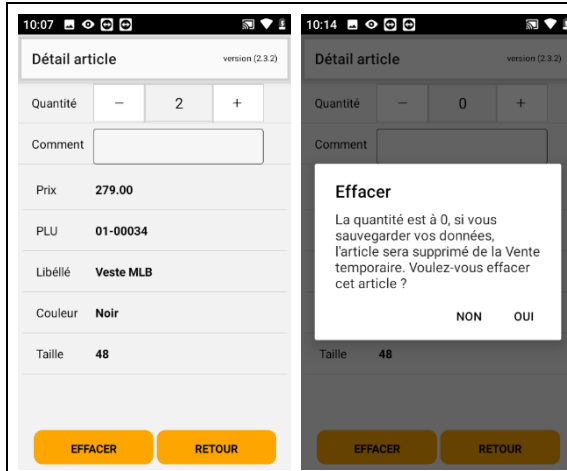 10:07
Détail article version (2.3.2)
Quantité − 2 +
Comment
Prix 279.00
PLU 01-00034
Libéllé Veste MLB
Couleur Noir
Taille 48
EFFACER RETOUR
10:14
Détail article version (2.3.2)
Quantité − 0 +
Comment
Effacer
La quantité est à 0, si vous
sauvegarder vos données,
l'article sera supprimé de la Vente
temporaire. Voulez-vous effacer
cet article ?
NON OUI
Taille 48
EFFACER RETOUR